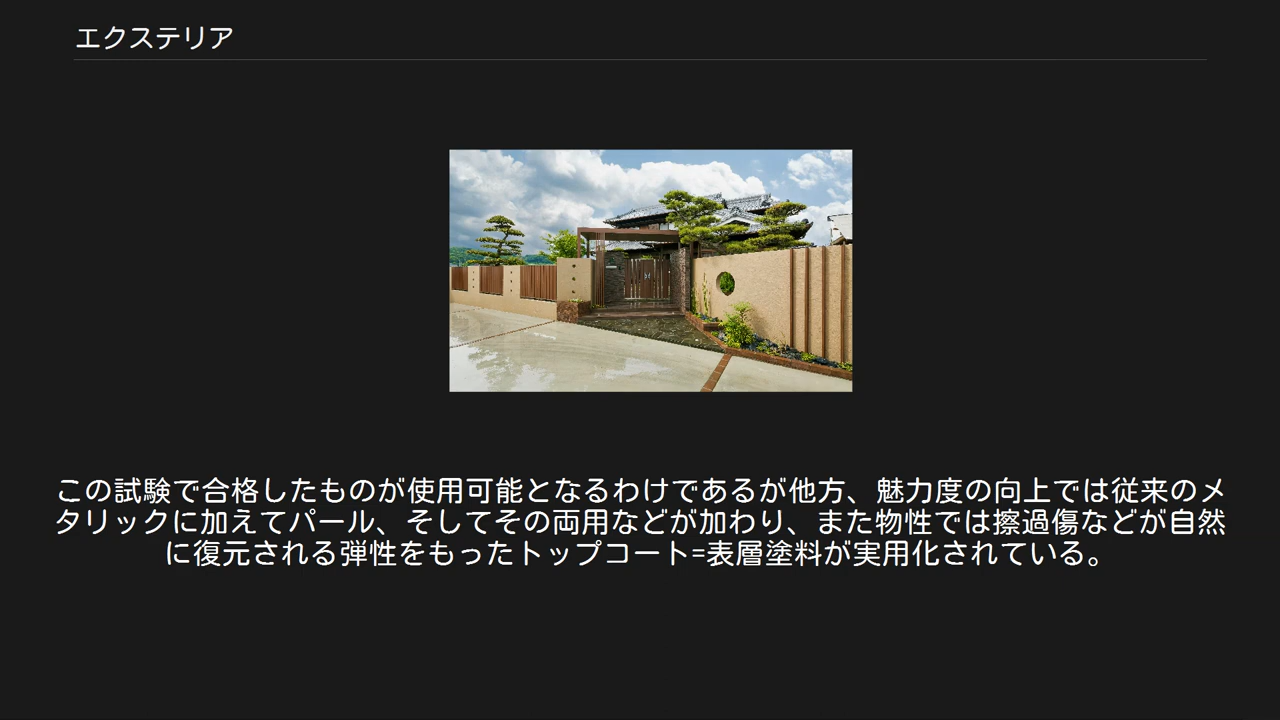 エクステリア
この試験で合格したものが使用可能となるわけであるが他方、魅力度の向上では従来のメ
タリックに加えてパール、そしてその両用などが加わり、また物性では擦過傷などが自然
に復元される弾性をもったトップコート=表層塗料が実用化されている。